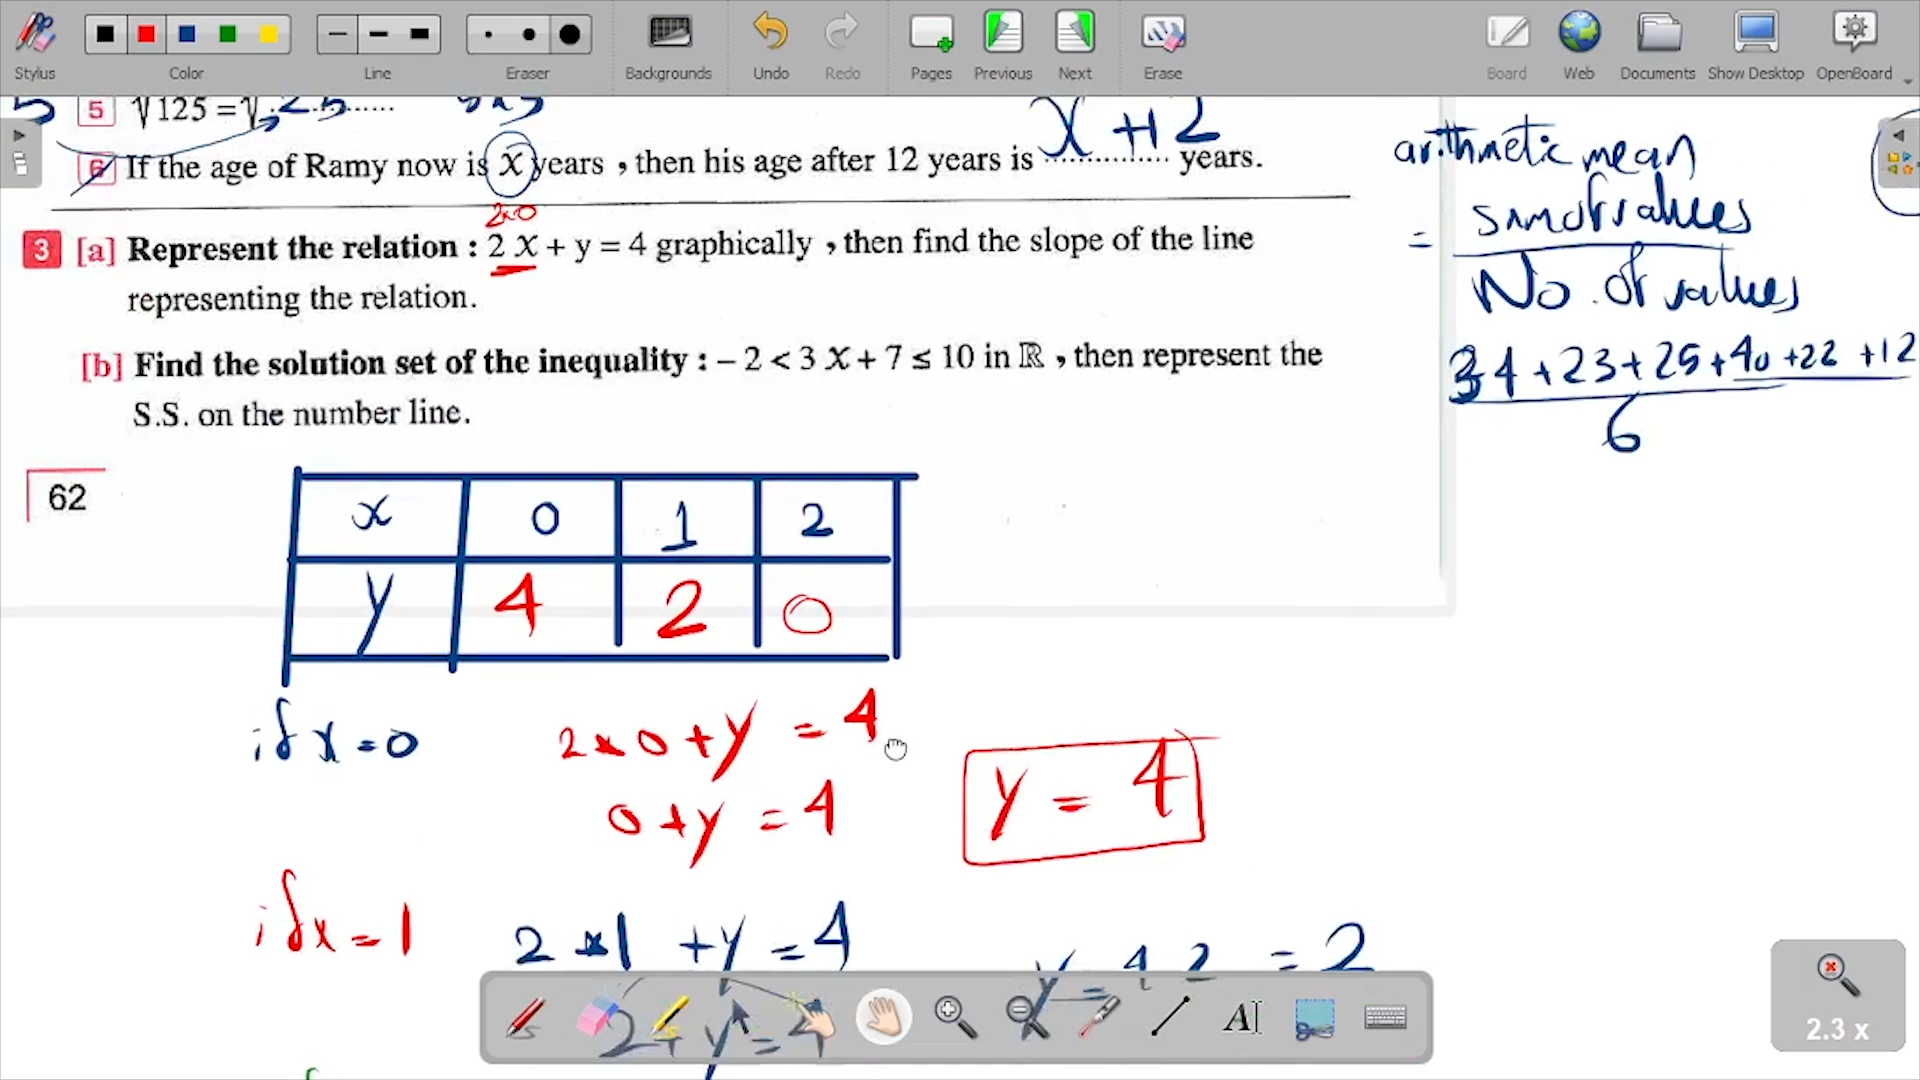 Stylus Color Line Eraser Backgrounds Undo Redo Pages Previous Next Erase Board Web Documents Show Desktop OpenBoard
5 √125 = √
6 If the age of Ramy now is X years , then his age after 12 years is .............. years.
x + 12
2×0
3 [a] Represent the relation : 2 X + y = 4 graphically , then find the slope of the line
representing the relation.
[b] Find the solution set of the inequality : – 2 < 3 X + 7 ≤ 10 in ℝ , then represent the
S.S. on the number line.
62
arithmetic mean
= sum of values
No. of values
34 + 23 + 25 + 40 + 22 + 12
6
x 0 1 2
y 4 2 0
if x = 0 2 × 0 + y = 4
0 + y = 4
y = 4
if x = 1 2 × 1 + y = 4
= 2
2 + y = 4
2.3 x